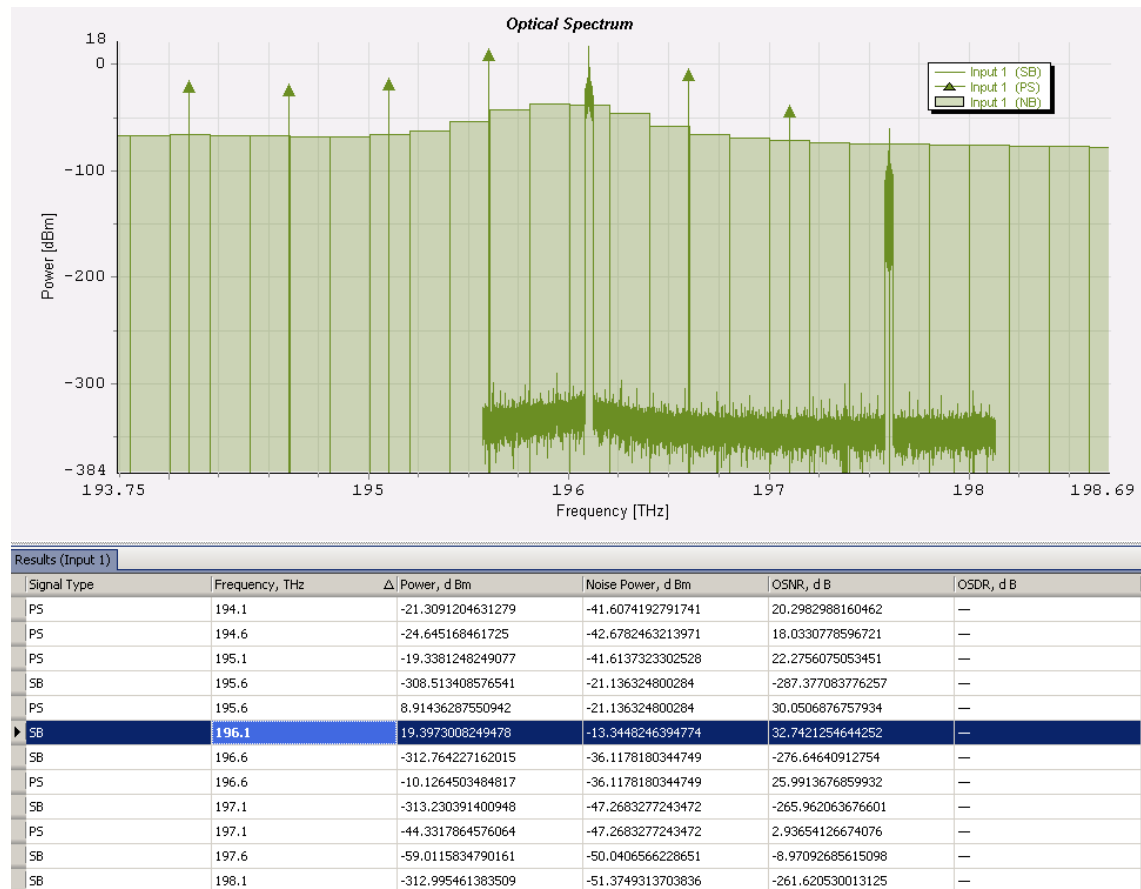 Optical Spectrum
18
0
-100
-200
-300
-384
Power [dBm]
Input 1 (SB)
Input 1 (PS)
Input 1 (NB)
193.75 195 196 197 198 198.69
Frequency [THz]
Results (Input 1)
Signal Type Frequency, THz Power, d Bm Noise Power, d Bm OSNR, d B OSDR, d B
PS 194.1 -21.3091204631279 -41.6074192791741 20.2982988160462 —
PS 194.6 -24.645168461725 -42.6782463213971 18.0330778596721 —
PS 195.1 -19.3381248249077 -41.6137323302528 22.2756075053451 —
SB 195.6 -308.513408576541 -21.136324800284 -287.377083776257 —
PS 195.6 8.91436287550942 -21.136324800284 30.0506876757934 —
SB 196.1 19.3973008249478 -13.3448246394774 32.7421254644252 —
SB 196.6 -312.764227162015 -36.1178180344749 -276.64640912754 —
PS 196.6 -10.1264503484817 -36.1178180344749 25.9913676859932 —
SB 197.1 -313.230391400948 -47.2683277243472 -265.962063676601 —
PS 197.1 -44.3317864576064 -47.2683277243472 2.93654126674076 —
SB 197.6 -59.0115834790161 -50.0406566228651 -8.97092685615098 —
SB 198.1 -312.995461383509 -51.3749313703836 -261.620530013125 —